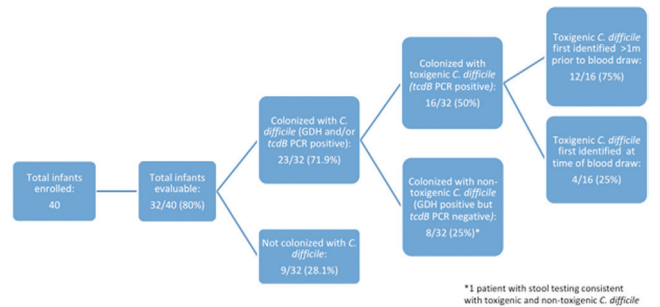 Total infants
enrolled:
40
Total infants
evaluable:
32/40 (80%)
Colonized with C.
difficile (GDH and/or
tcdB PCR positive):
23/32 (71.9%)
Not colonized with C.
difficile:
9/32 (28.1%)
Colonized with
toxigenic C. difficile
(tcdB PCR positive):
16/32 (50%)
Colonized with non-
toxigenic C. difficile
(GDH positive but
tcdB PCR negative):
8/32 (25%)*
Toxigenic C. difficile
first identified >1m
prior to blood draw:
12/16 (75%)
Toxigenic C. difficile
first identified at
time of blood draw:
4/16 (25%)
*1 patient with stool testing consistent
with toxigenic and non-toxigenic C. difficile